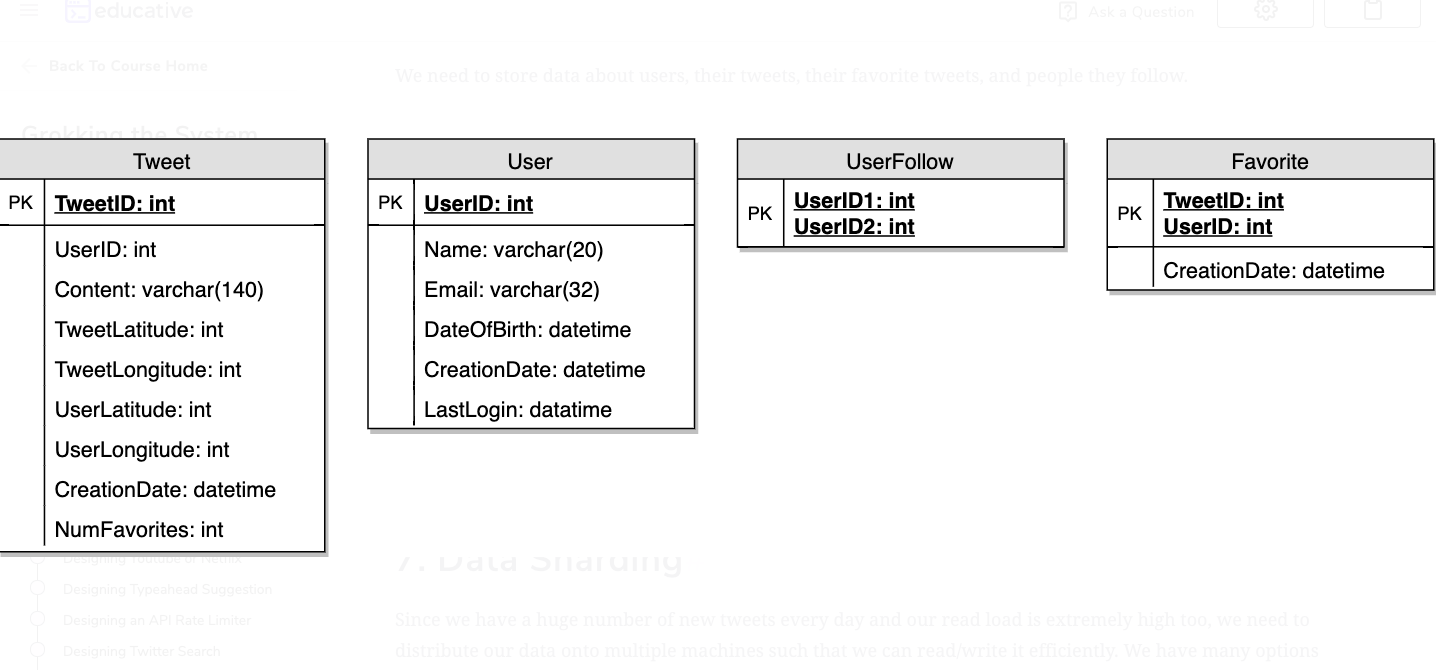 educative
Ask a Question
Back To Course Home
We need to store data about users, their tweets, their favorite tweets, and people they follow.
Grokking the System
Tweet
PK
TweetID: int
UserID: int
Content: varchar(140)
TweetLatitude: int
TweetLongitude: int
UserLatitude: int
UserLongitude: int
CreationDate: datetime
NumFavorites: int
User
PK
UserID: int
Name: varchar(20)
Email: varchar(32)
DateOfBirth: datetime
CreationDate: datetime
LastLogin: datatime
UserFollow
PK
UserID1: int
UserID2: int
Favorite
PK
TweetID: int
UserID: int
CreationDate: datetime
Designing Youtube or Netflix
Designing Typeahead Suggestion
Designing an API Rate Limiter
Designing Twitter Search
7. Data Sharding
Since we have a huge number of new tweets every day and our read load is extremely high too, we need to
distribute our data onto multiple machines such that we can read/write it efficiently. We have many options